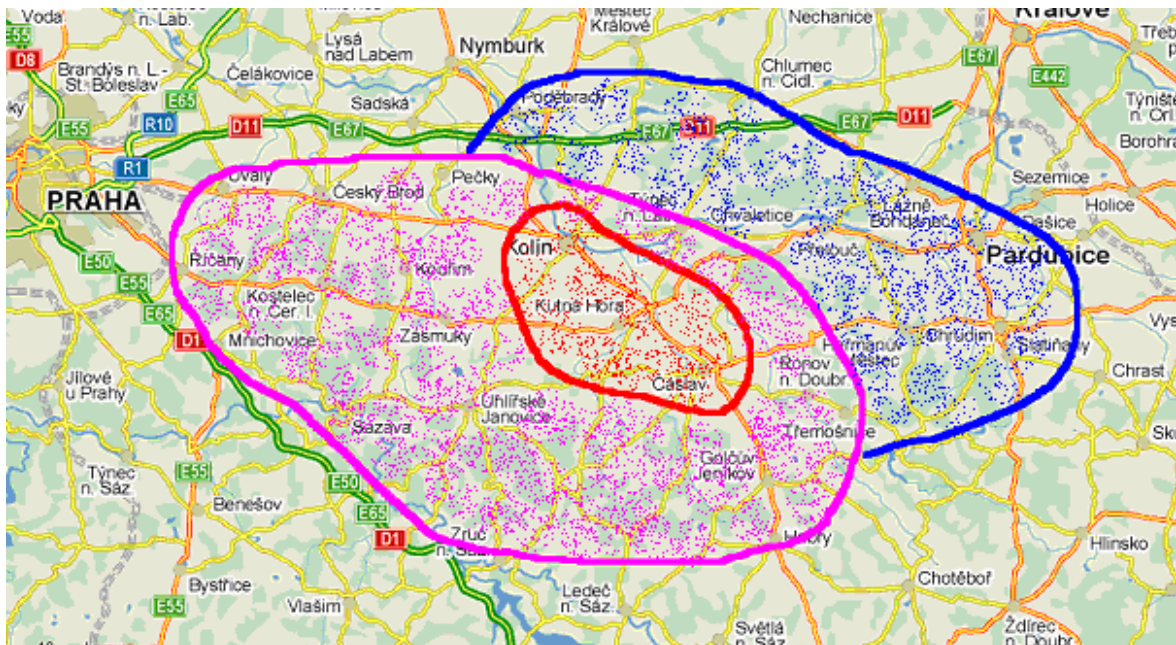 Voda
n. Lab.
Lysá
nad Labem
Nymburk
Městec
Králové
Nechanice
Králové
E55
D8
Brandýs n. L.-
St. Boleslav
Čelákovice
E65
Sadská
Poděbrady
Chlumec
n. Cidl.
E67
E442
Týniště
n. Orl.
E55
R10
D11
E67
E67
D11
E67
D11
Borohrá
R1
Úvaly
Český Brod
Pečky
Sezemice
PRAHA
Týnec
n. Lab.
Chvaletice
Lázně
Bohdaneč
Holice
Dašice
E50
Kolín
Přelouč
Pardubice
E55
Říčany
Kouřim
E65
Kostelec
n. Čer. l.
Kutná Hora
D1
Mnichovice
Zásmuky
Heřmanův
Městec
Chrudim
Slatiňany
Vys
Jílové
u Prahy
Čáslav
Ronov
n. Doubr.
Chrast
Uhlířské
Janovice
Sázava
Třemošnice
Týnec
n. Sáz.
E55
E50
Golčův
Jeníkov
Benešov
E65
D1
Zruč
n. Sáz.
Habry
Hlinsko
Bystřice
Chotěboř
E55
Vlašim
Ledeč
n. Sáz.
Světlá
n. Sáz.
Ždírec
n. Doubr.